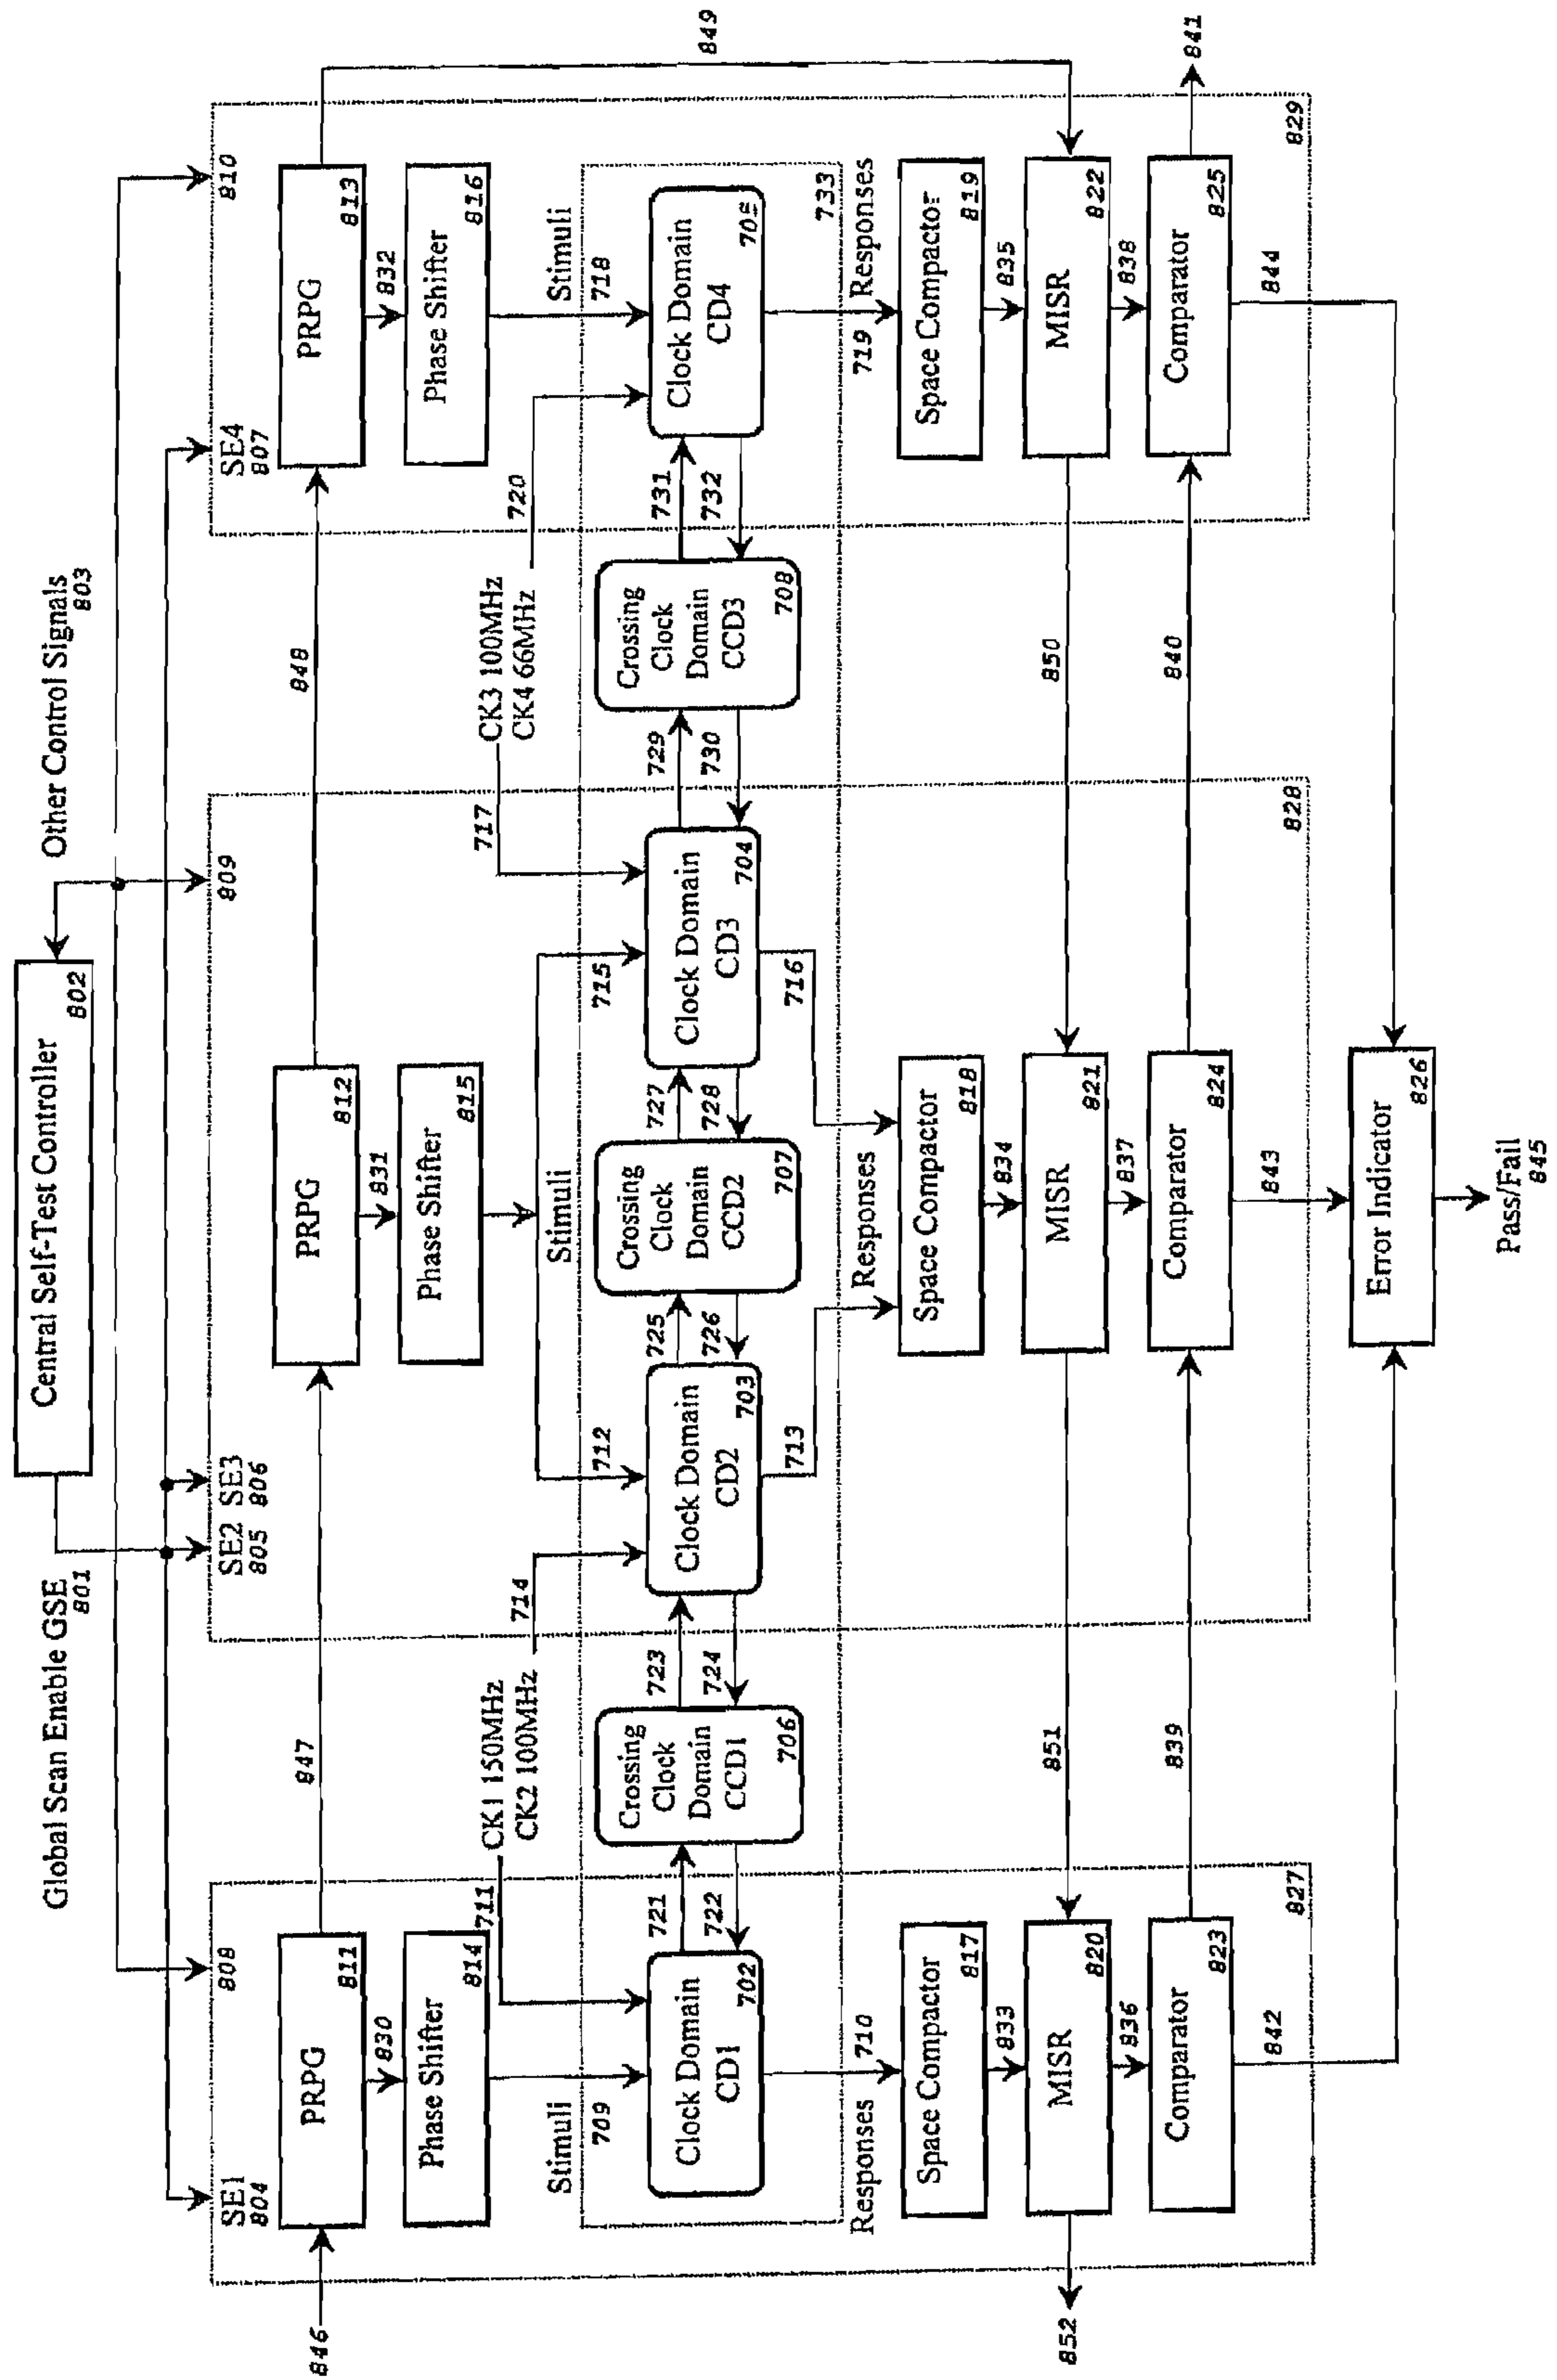 Central Self-Test Controller
802
Global Scan Enable GSE
801
Other Control Signals
803
SE1
804
808
SE2
805
SE3
806
809
SE4
807
810
846
PRPG
811
847
PRPG
812
848
PRPG
813
849
830
831
832
Phase Shifter
814
Phase Shifter
815
Phase Shifter
816
711
CK1 150MHz
CK2 100MHz
714
717
CK3 100MHz
CK4 66MHz
720
Stimuli
709
Stimuli
712
715
Stimuli
718
Clock Domain
CD1
702
721
722
Crossing
Clock
Domain
CCD1
706
723
724
Clock Domain
CD2
703
725
726
Crossing
Clock
Domain
CCD2
707
727
728
Clock Domain
CD3
704
729
730
Crossing
Clock
Domain
CCD3
708
731
732
Clock Domain
CD4
733
Responses
710
713
Responses
716
719
Responses
Space Compactor
817
Space Compactor
818
Space Compactor
819
833
834
835
852
MISR
820
851
MISR
821
850
MISR
822
836
837
838
Comparator
823
839
Comparator
824
840
Comparator
825
841
842
827
843
828
844
829
Error Indicator
826
Pass/Fail
845